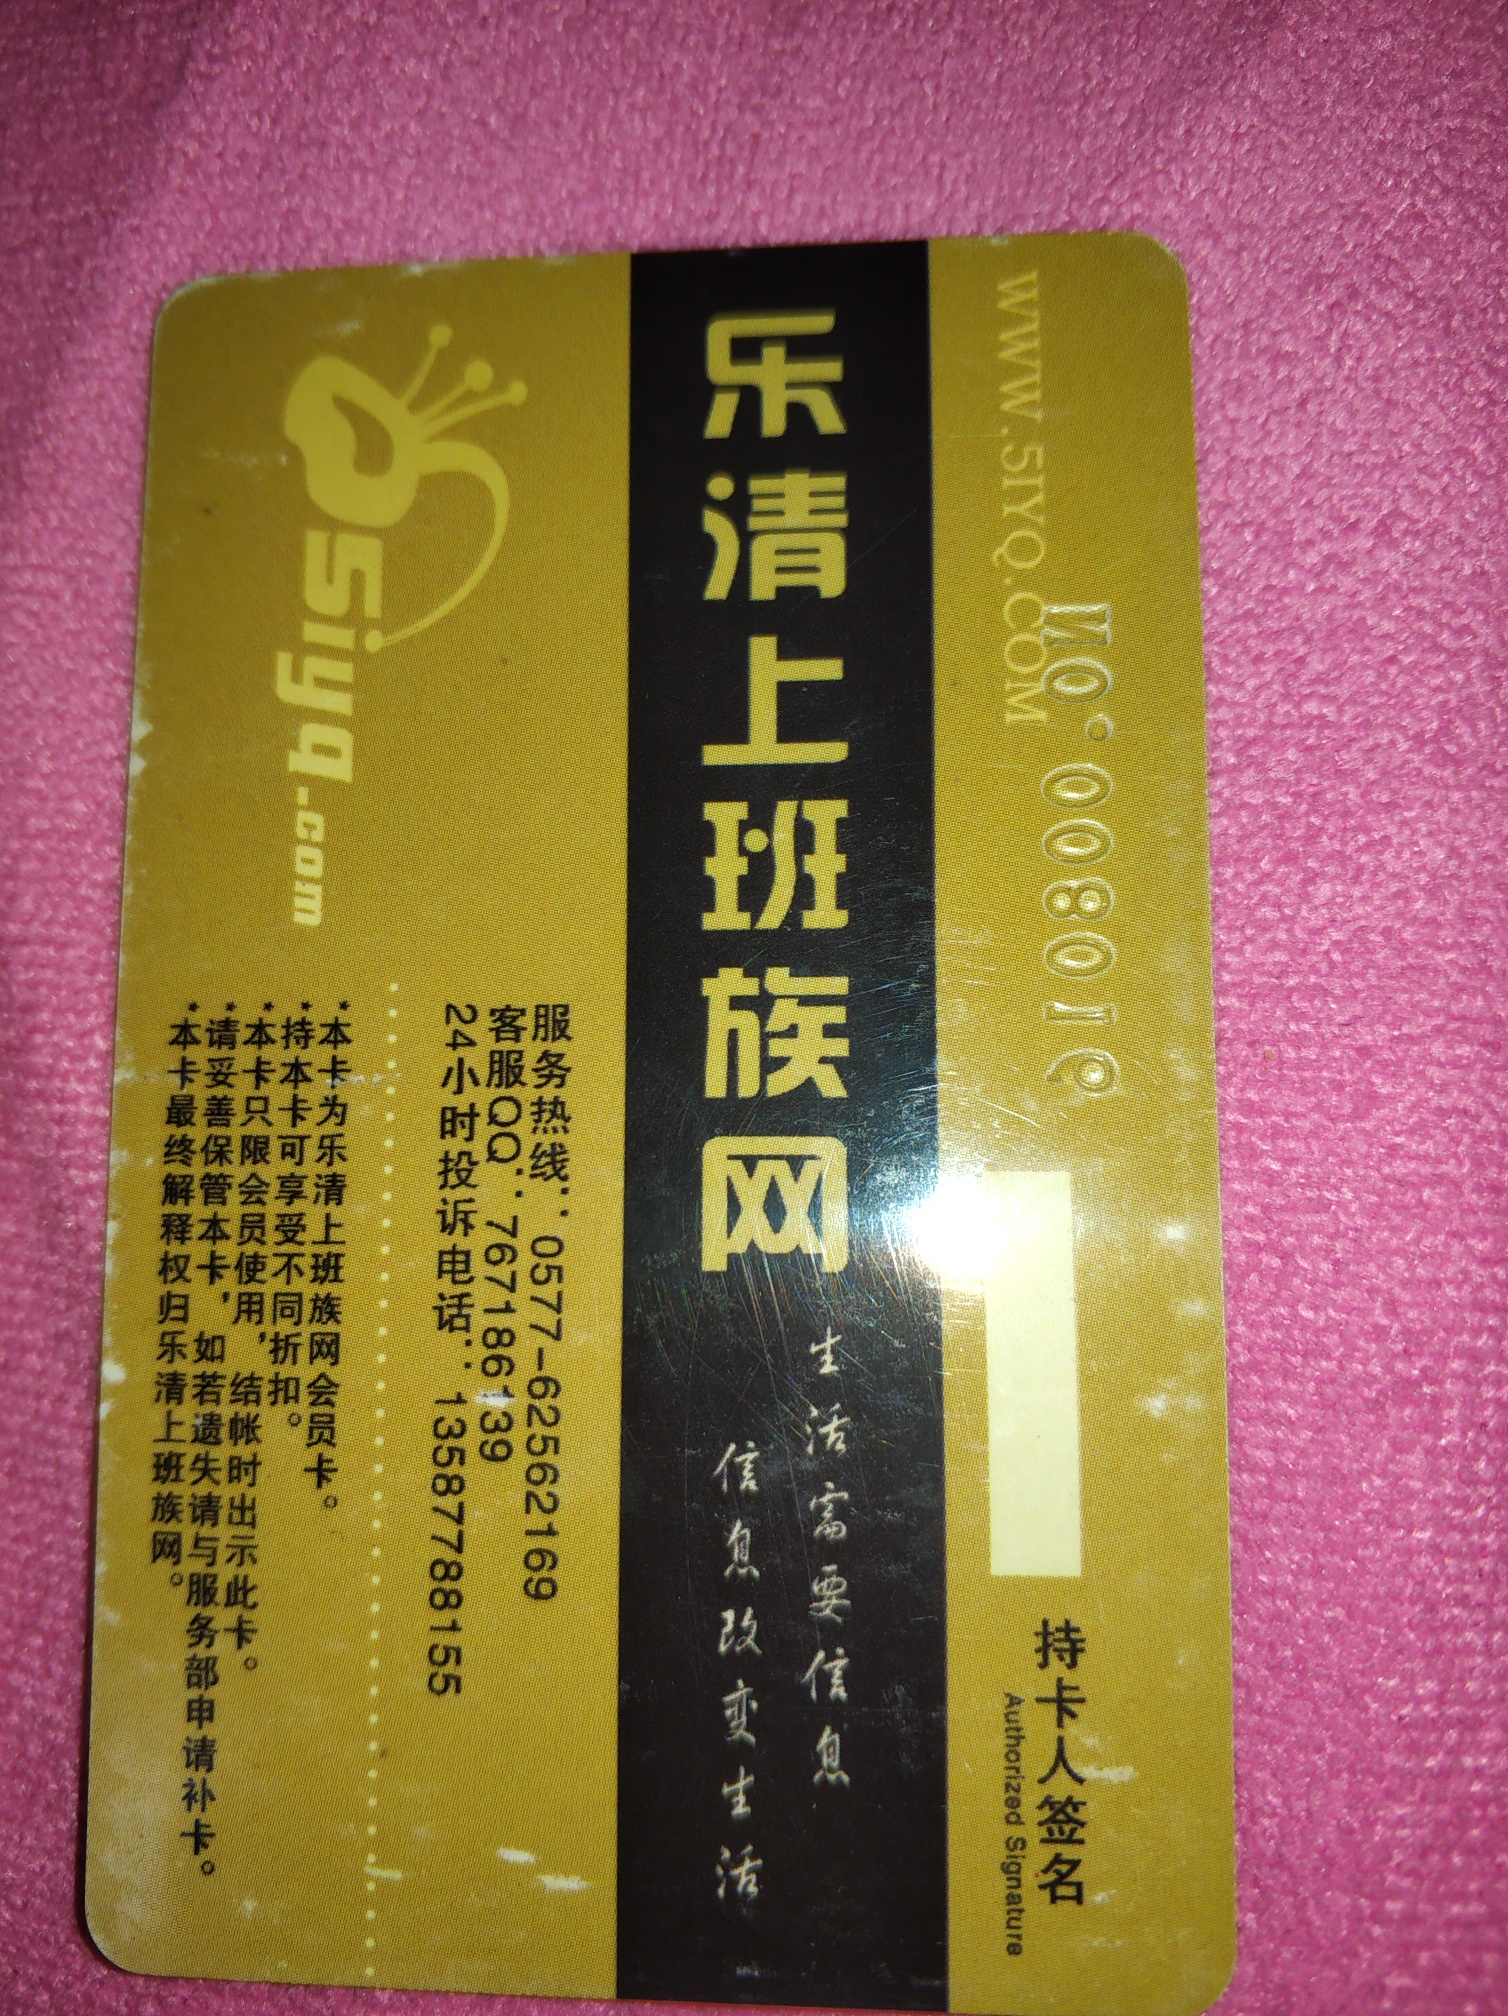 WWW.5IYQ.COM
NO.008016
持卡人签名
Authorized Signature
乐清上班族网
生活需要信息
信息改变生活
5iyq.com
服务热线：0577-62562169
客服QQ：767186139
24小时投诉电话：13587788155
*本卡为乐清上班族网会员卡。
*持本卡可享受不同折扣。
*本卡只限会员使用，结帐时出示此卡。
*请妥善保管本卡，如若遗失请与服务部申请补卡。
*本卡最终解释权归乐清上班族网。